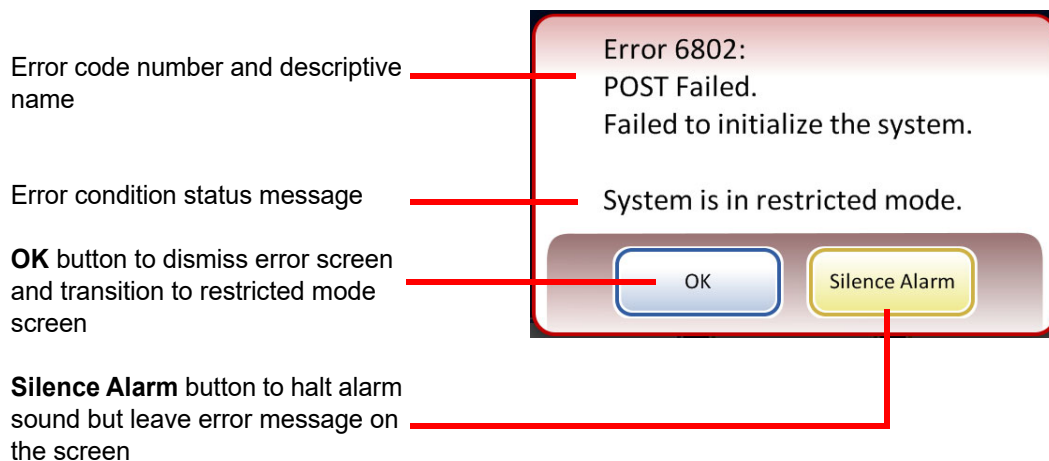 Error code number and descriptive
name
Error condition status message
OK button to dismiss error screen
and transition to restricted mode
screen
Silence Alarm button to halt alarm
sound but leave error message on
the screen
Error 6802:
POST Failed.
Failed to initialize the system.
System is in restricted mode.
OK
Silence Alarm